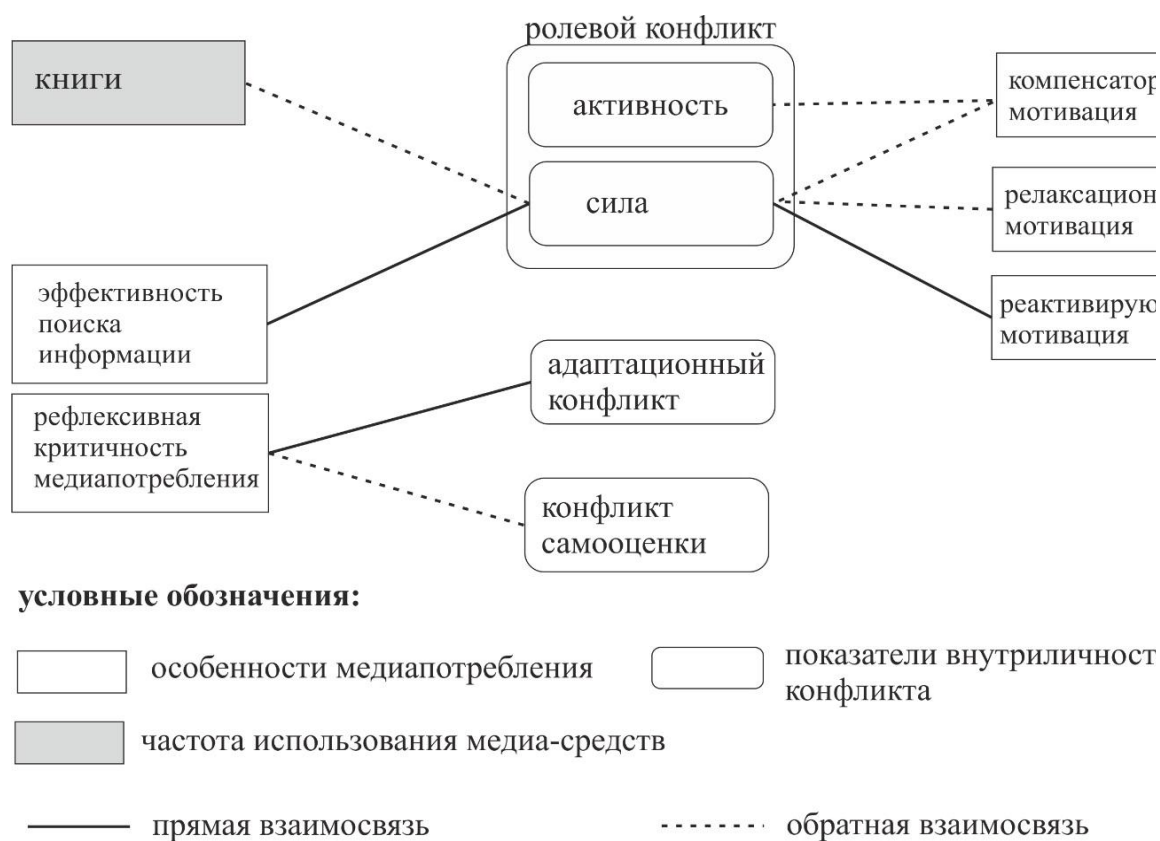 ролевой конфликт
книги
активность
сила
компенсатор
мотивация
релаксацион
мотивация
реактивирую
мотивация
эффективность
поиска
информации
рефлексивная
критичность
медиапотребления
адаптационный
конфликт
конфликт
самооценки
условные обозначения:
особенности медиапотребления
показатели внутриличност
конфликта
частота использования медиа-средств
прямая взаимосвязь
обратная взаимосвязь